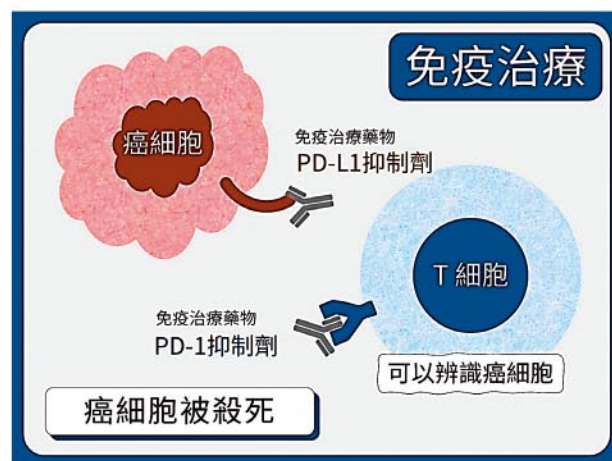 免疫治療
癌細胞
免疫治療藥物
PD-L1抑制劑
T 細胞
免疫治療藥物
PD-1抑制劑
可以辨識癌細胞
癌細胞被殺死